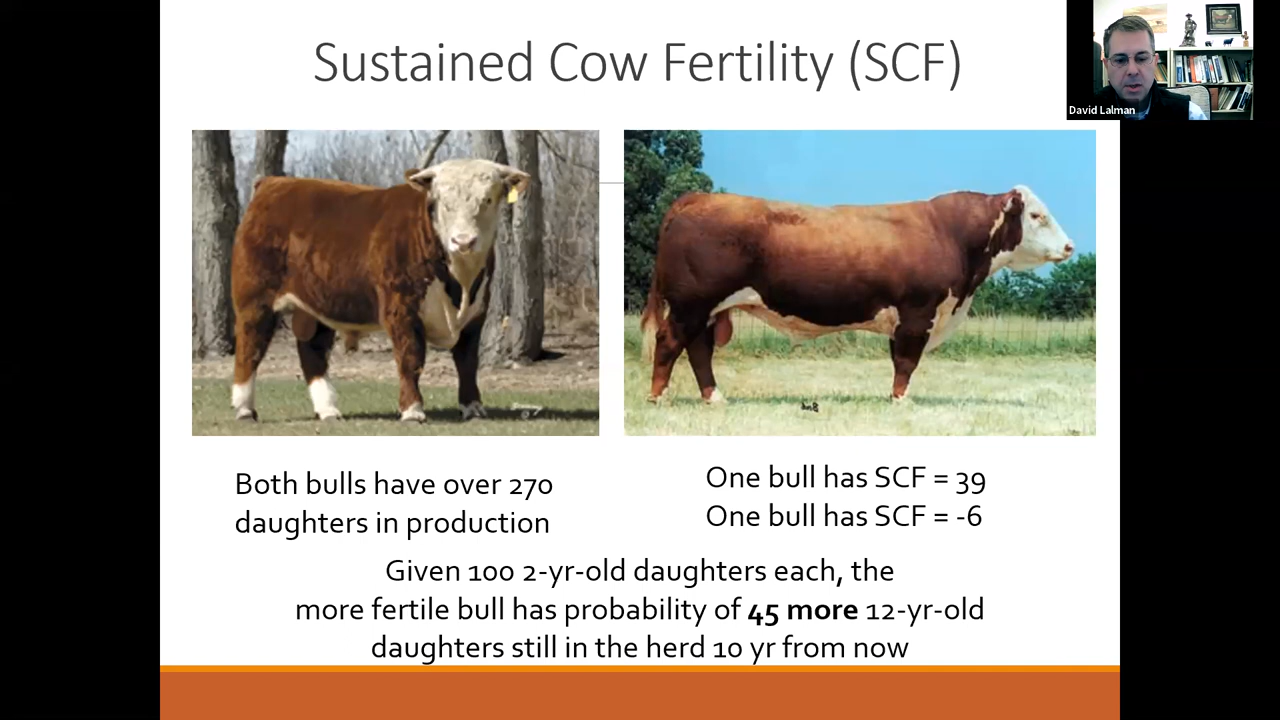 Sustained Cow Fertility (SCF)
David Lalman
Both bulls have over 270
daughters in production
One bull has SCF = 39
One bull has SCF = -6
Given 100 2-yr-old daughters each, the
more fertile bull has probability of 45 more 12-yr-old
daughters still in the herd 10 yr from now